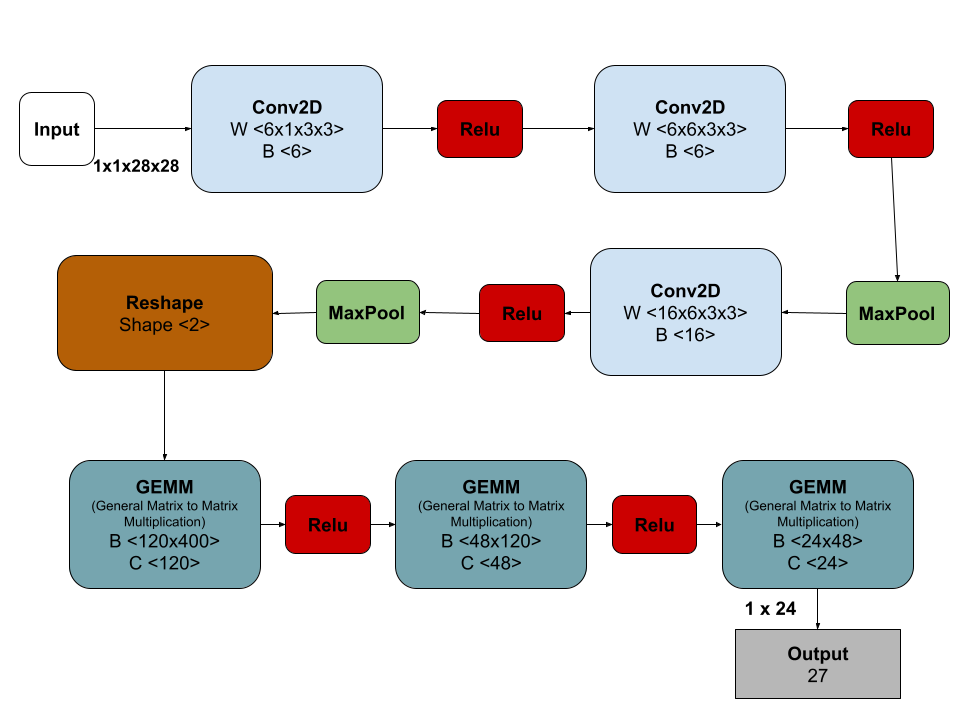 Input
1x1x28x28
Conv2D
W <6x1x3x3>
B <6>
Relu
Conv2D
W <6x6x3x3>
B <6>
Relu
MaxPool
Conv2D
W <16x6x3x3>
B <16>
Relu
MaxPool
Reshape
Shape <2>
GEMM
(General Matrix to Matrix
Multiplication)
B <120x400>
C <120>
Relu
GEMM
(General Matrix to Matrix
Multiplication)
B <48x120>
C <48>
Relu
GEMM
(General Matrix to Matrix
Multiplication)
B <24x48>
C <24>
1 x 24
Output
27